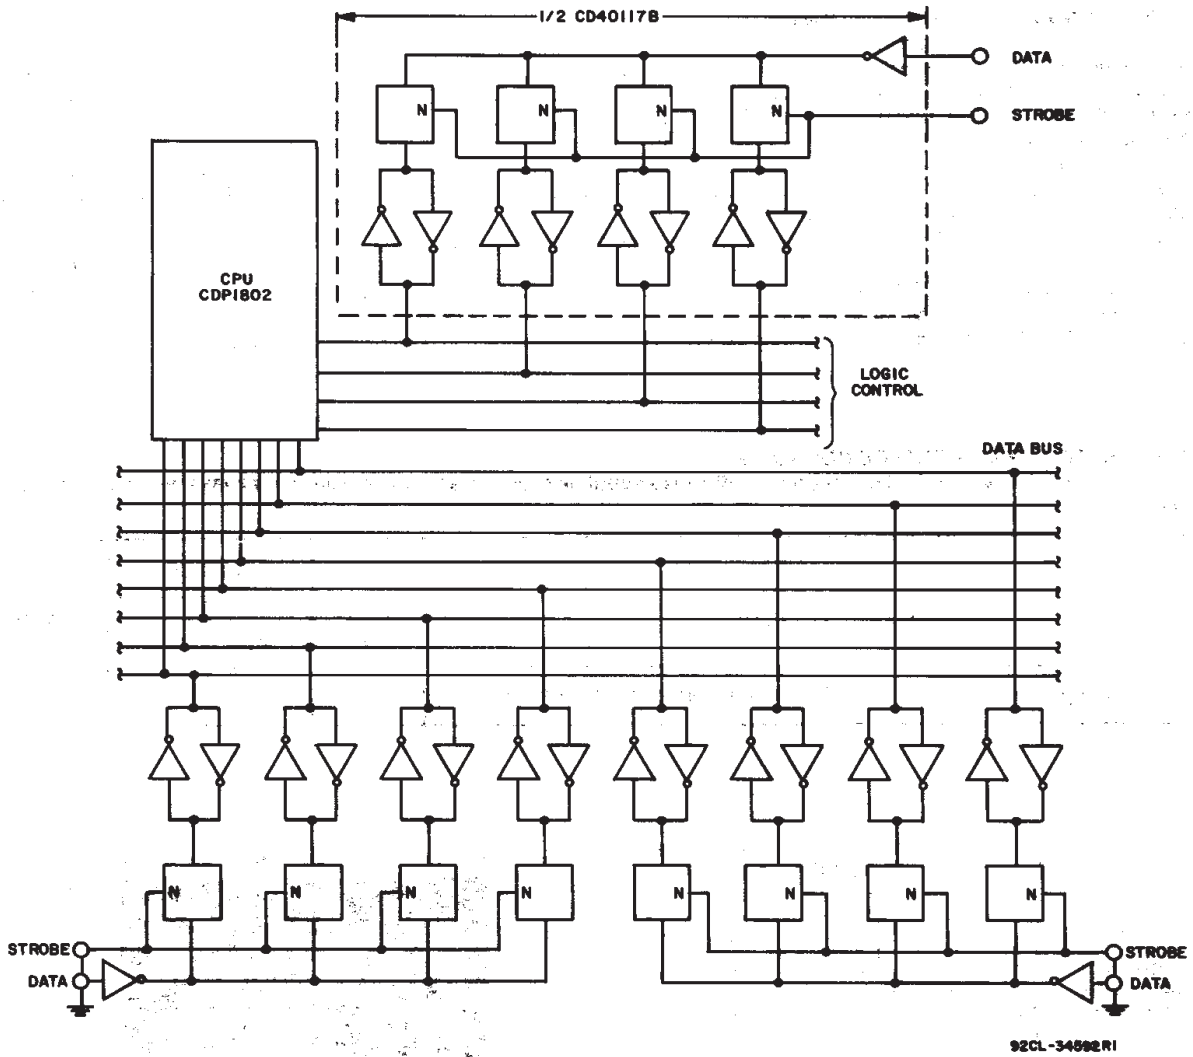 1/2 CD40117B
DATA
STROBE
N
N
N
N
CPU
CDP1802
LOGIC
CONTROL
DATA BUS
N
N
N
N
N
N
N
N
STROBE
DATA
STROBE
DATA
92CL-34592R1